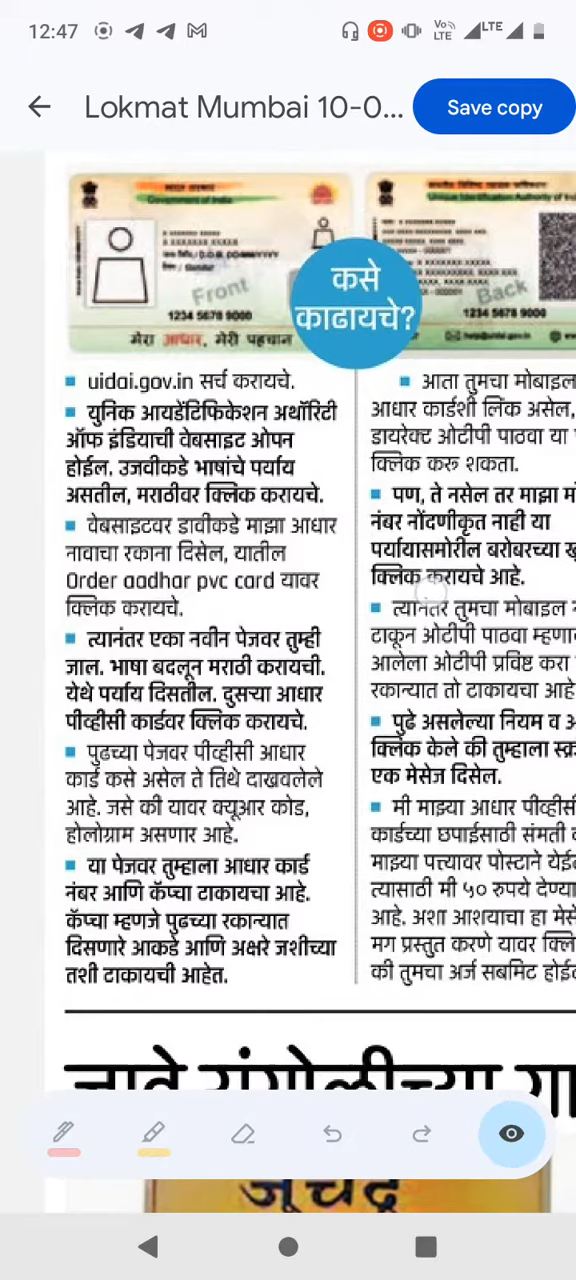 12:47
Vo LTE LTE
Lokmat Mumbai 10-0...
Save copy
भारत सरकार
Government of India
Front
1234 5678 9000
मेरा आधार, मेरी पहचान
Back
1234 5678 9000
कसे
काढायचे?
uidai.gov.in सर्च करायचे.
युनिक आयडेंटिफिकेशन अथॉरिटी
ऑफ इंडियाची वेबसाइट ओपन
होईल. उजवीकडे भाषांचे पर्याय
असतील, मराठीवर क्लिक करायचे.
वेबसाइटवर डावीकडे माझा आधार
नावाचा रकाना दिसेल, यातील
Order aadhar pvc card यावर
क्लिक करायचे.
त्यानंतर एका नवीन पेजवर तुम्ही
जाल. भाषा बदलून मराठी करायची.
येथे पर्याय दिसतील. दुसऱ्या आधार
पीव्हीसी कार्डवर क्लिक करायचे.
पुढच्या पेजवर पीव्हीसी आधार
कार्ड कसे असेल ते तिथे दाखवलेले
आहे. जसे की यावर क्यूआर कोड,
होलोग्राम असणार आहे.
या पेजवर तुम्हाला आधार कार्ड
नंबर आणि कॅप्चा टाकायचा आहे.
कॅप्चा म्हणजे पुढच्या रकान्यात
दिसणारे आकडे आणि अक्षरे जशीच्या
तशी टाकायची आहेत.
आता तुमचा मोबाइल
आधार कार्डशी लिंक असेल,
डायरेक्ट ओटीपी पाठवा या
क्लिक करू शकता.
पण, ते नसेल तर माझा
नंबर नोंदणीकृत नाही या
पर्यायासमोरील बरोबरच्या
क्लिक करायचे आहे.
त्यानंतर तुमचा मोबाइल
टाकून ओटीपी पाठवा
आलेला ओटीपी प्रविष्ट करा
रकान्यात तो टाकायचा आहे
पुढे असलेल्या नियम व
क्लिक केले की तुम्हाला
एक मेसेज दिसेल.
मी माझ्या आधार पीव्हीसी
कार्डच्या छपाईसाठी संमती
माझ्या पत्त्यावर पोस्टाने
त्यासाठी मी ५० रुपये
आहे. अशा आशयाचा हा
मग प्रस्तुत करणे यावर
की तुमचा अर्ज सबमिट
जूचंद्र